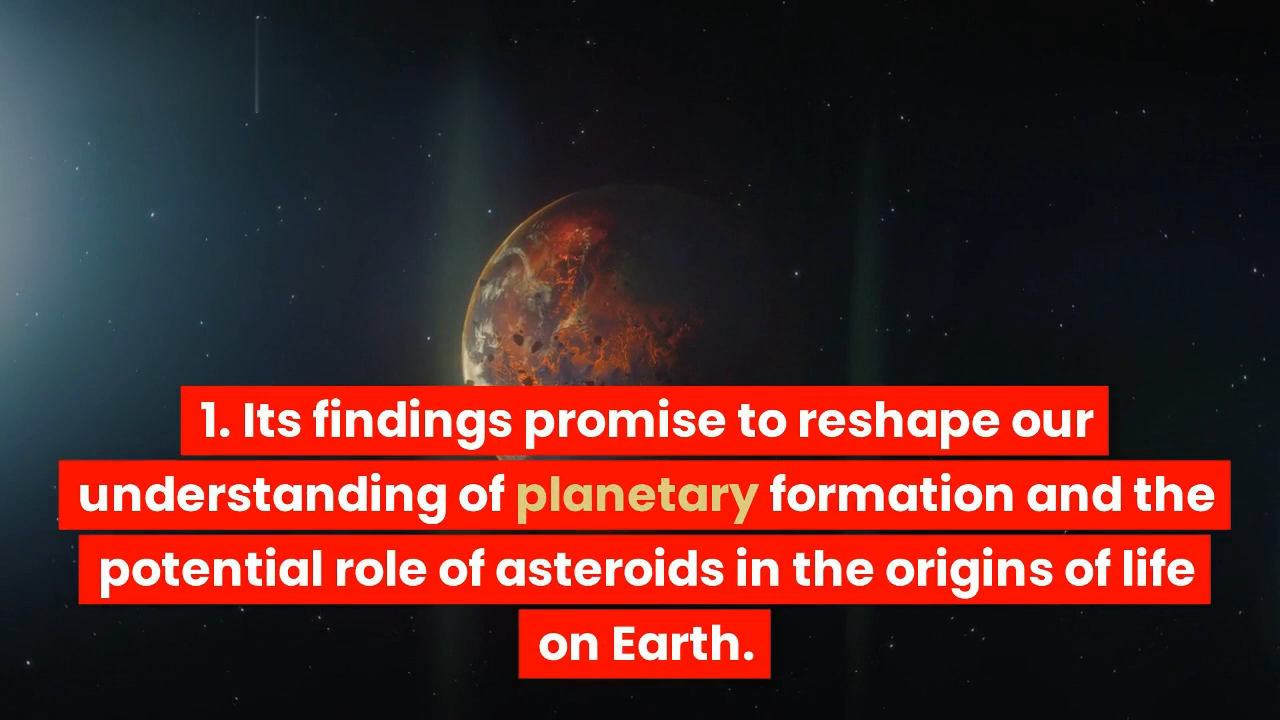 1. Its findings promise to reshape our
understanding of planetary formation and the
potential role of asteroids in the origins of life
on Earth.